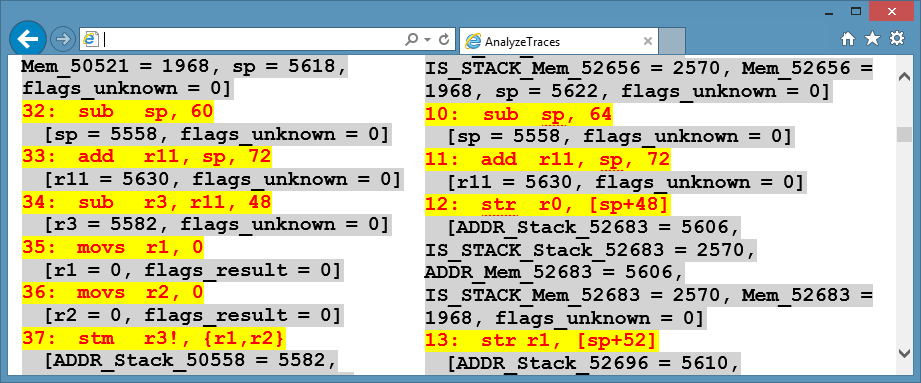 AnalyzeTraces
Mem_50521 = 1968, sp = 5618,
flags_unknown = 0]
32: sub sp, 60
[sp = 5558, flags_unknown = 0]
33: add r11, sp, 72
[r11 = 5630, flags_unknown = 0]
34: sub r3, r11, 48
[r3 = 5582, flags_unknown = 0]
35: movs r1, 0
[r1 = 0, flags_result = 0]
36: movs r2, 0
[r2 = 0, flags_result = 0]
37: stm r3!, {r1,r2}
[ADDR_Stack_50558 = 5582,
IS_STACK_Mem_52656 = 2570, Mem_52656 =
1968, sp = 5622, flags_unknown = 0]
10: sub sp, 64
[sp = 5558, flags_unknown = 0]
11: add r11, sp, 72
[r11 = 5630, flags_unknown = 0]
12: str r0, [sp+48]
[ADDR_Stack_52683 = 5606,
IS_STACK_Stack_52683 = 2570,
ADDR_Mem_52683 = 5606,
IS_STACK_Mem_52683 = 2570, Mem_52683 =
1968, flags_unknown = 0]
13: str r1, [sp+52]
[ADDR_Stack_52696 = 5610,